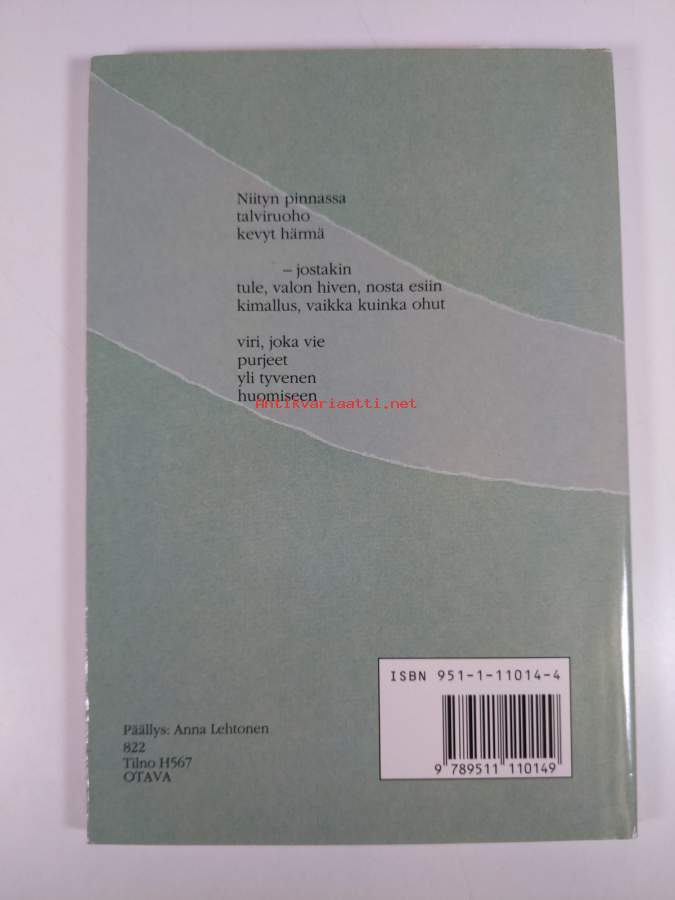 Niityn pinnassa
talviruoho
kevyt härmä
– jostakin
tule, valon hiven, nosta esiin
kimallus, vaikka kuinka ohut
viri, joka vie
purjeet
yli tyvenen
huomiseen
Antikvariaatti.net
ISBN 951-1-11014-4
9 789511 110149
Päällys: Anna Lehtonen
822
Tilno H567
OTAVA